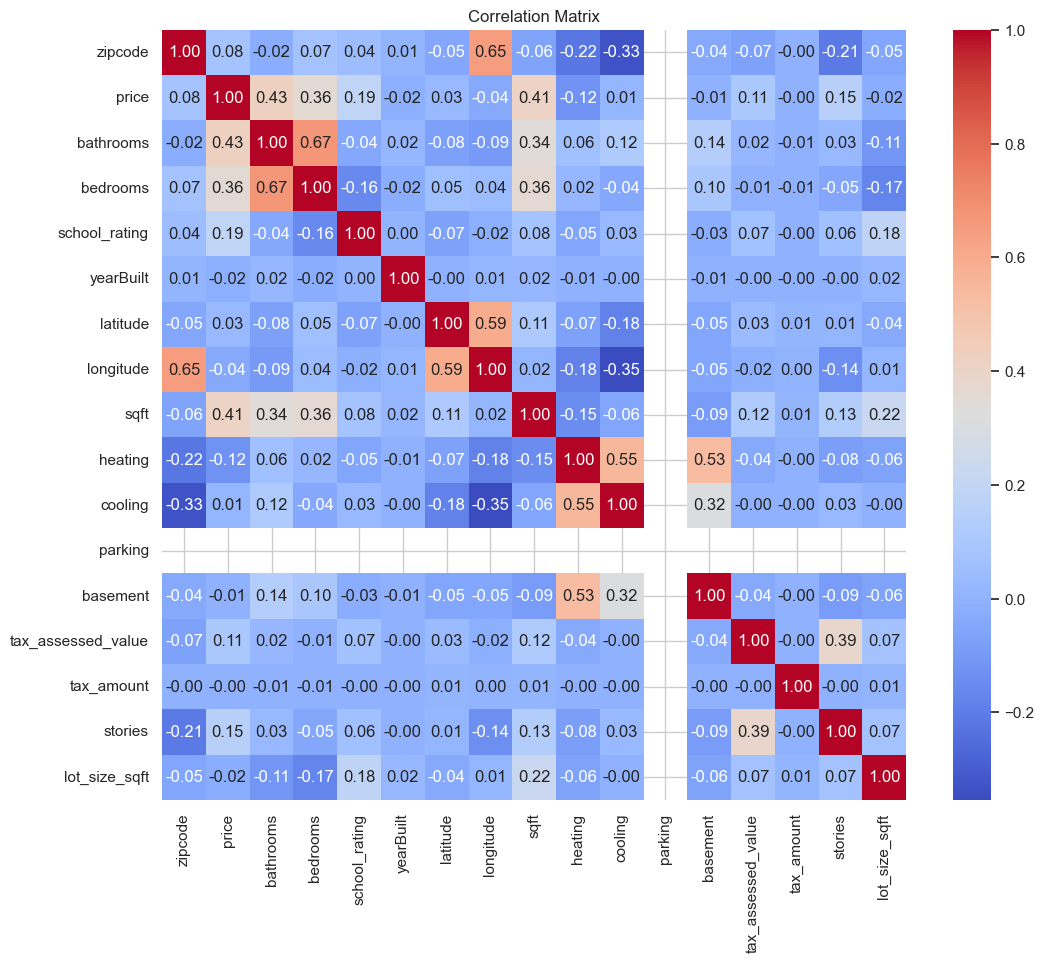 Correlation Matrix
zipcode 1.00 0.08 -0.02 0.07 0.04 0.01 -0.05 0.65 -0.06 -0.22 -0.33 -0.04 -0.07 -0.00 -0.21 -0.05
price 0.08 1.00 0.43 0.36 0.19 -0.02 0.03 -0.04 0.41 -0.12 0.01 -0.01 0.11 -0.00 0.15 -0.02
bathrooms -0.02 0.43 1.00 0.67 -0.04 0.02 -0.08 -0.09 0.34 0.06 0.12 0.14 0.02 -0.01 0.03 -0.11
bedrooms 0.07 0.36 0.67 1.00 -0.16 -0.02 0.05 0.04 0.36 0.02 -0.04 0.10 -0.01 -0.01 -0.05 -0.17
school_rating 0.04 0.19 -0.04 -0.16 1.00 0.00 -0.07 -0.02 0.08 -0.05 0.03 -0.03 0.07 -0.00 0.06 0.18
yearBuilt 0.01 -0.02 0.02 -0.02 0.00 1.00 -0.00 0.01 0.02 -0.01 -0.00 -0.01 -0.00 -0.00 -0.00 0.02
latitude -0.05 0.03 -0.08 0.05 -0.07 -0.00 1.00 0.59 0.11 -0.07 -0.18 -0.05 0.03 0.01 0.01 -0.04
longitude 0.65 -0.04 -0.09 0.04 -0.02 0.01 0.59 1.00 0.02 -0.18 -0.35 -0.05 -0.02 0.00 -0.14 0.01
sqft -0.06 0.41 0.34 0.36 0.08 0.02 0.11 0.02 1.00 -0.15 -0.06 -0.09 0.12 0.01 0.13 0.22
heating -0.22 -0.12 0.06 0.02 -0.05 -0.01 -0.07 -0.18 -0.15 1.00 0.55 0.53 -0.04 -0.00 -0.08 -0.06
cooling -0.33 0.01 0.12 -0.04 0.03 -0.00 -0.18 -0.35 -0.06 0.55 1.00 0.32 -0.00 -0.00 0.03 -0.00
parking
basement -0.04 -0.01 0.14 0.10 -0.03 -0.01 -0.05 -0.05 -0.09 0.53 0.32 1.00 -0.04 -0.00 -0.09 -0.06
tax_assessed_value -0.07 0.11 0.02 -0.01 0.07 -0.00 0.03 -0.02 0.12 -0.04 -0.00 -0.04 1.00 -0.00 0.39 0.07
tax_amount -0.00 -0.00 -0.01 -0.01 -0.00 -0.00 0.01 0.00 0.01 -0.00 -0.00 -0.00 -0.00 1.00 -0.00 0.01
stories -0.21 0.15 0.03 -0.05 0.06 -0.00 0.01 -0.14 0.13 -0.08 0.03 -0.09 0.39 -0.00 1.00 0.07
lot_size_sqft -0.05 -0.02 -0.11 -0.17 0.18 0.02 -0.04 0.01 0.22 -0.06 -0.00 -0.06 0.07 0.01 0.07 1.00
zipcode price bathrooms bedrooms school_rating yearBuilt latitude longitude sqft heating cooling parking basement tax_assessed_value tax_amount stories lot_size_sqft
1.0
0.8
0.6
0.4
0.2
0.0
−0.2